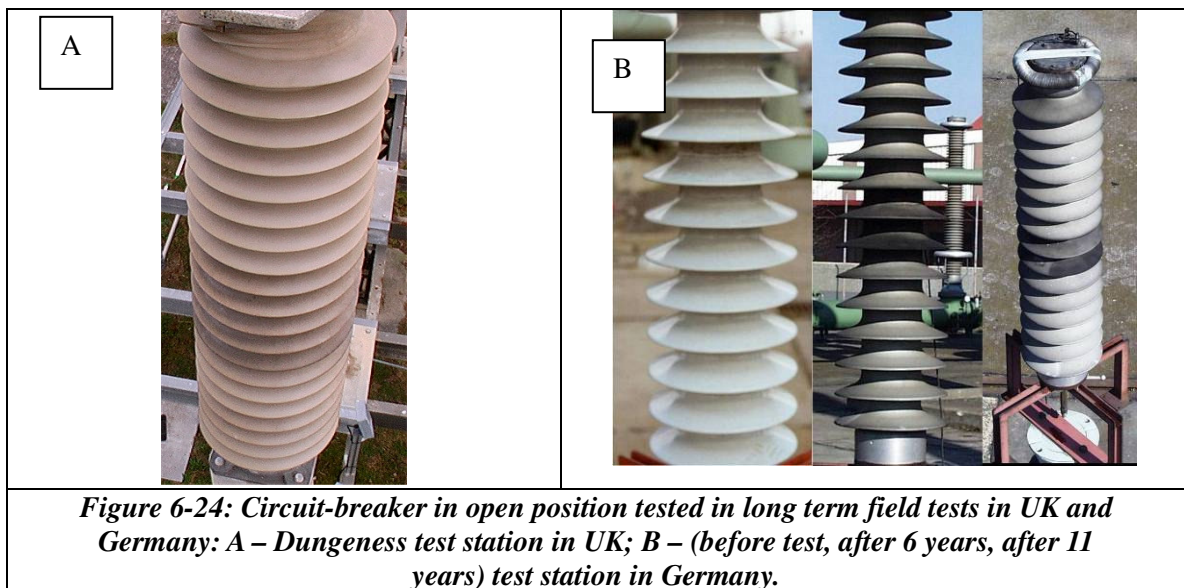 A
B
Figure 6-24: Circuit-breaker in open position tested in long term field tests in UK and
Germany: A – Dungeness test station in UK; B – (before test, after 6 years, after 11
years) test station in Germany.